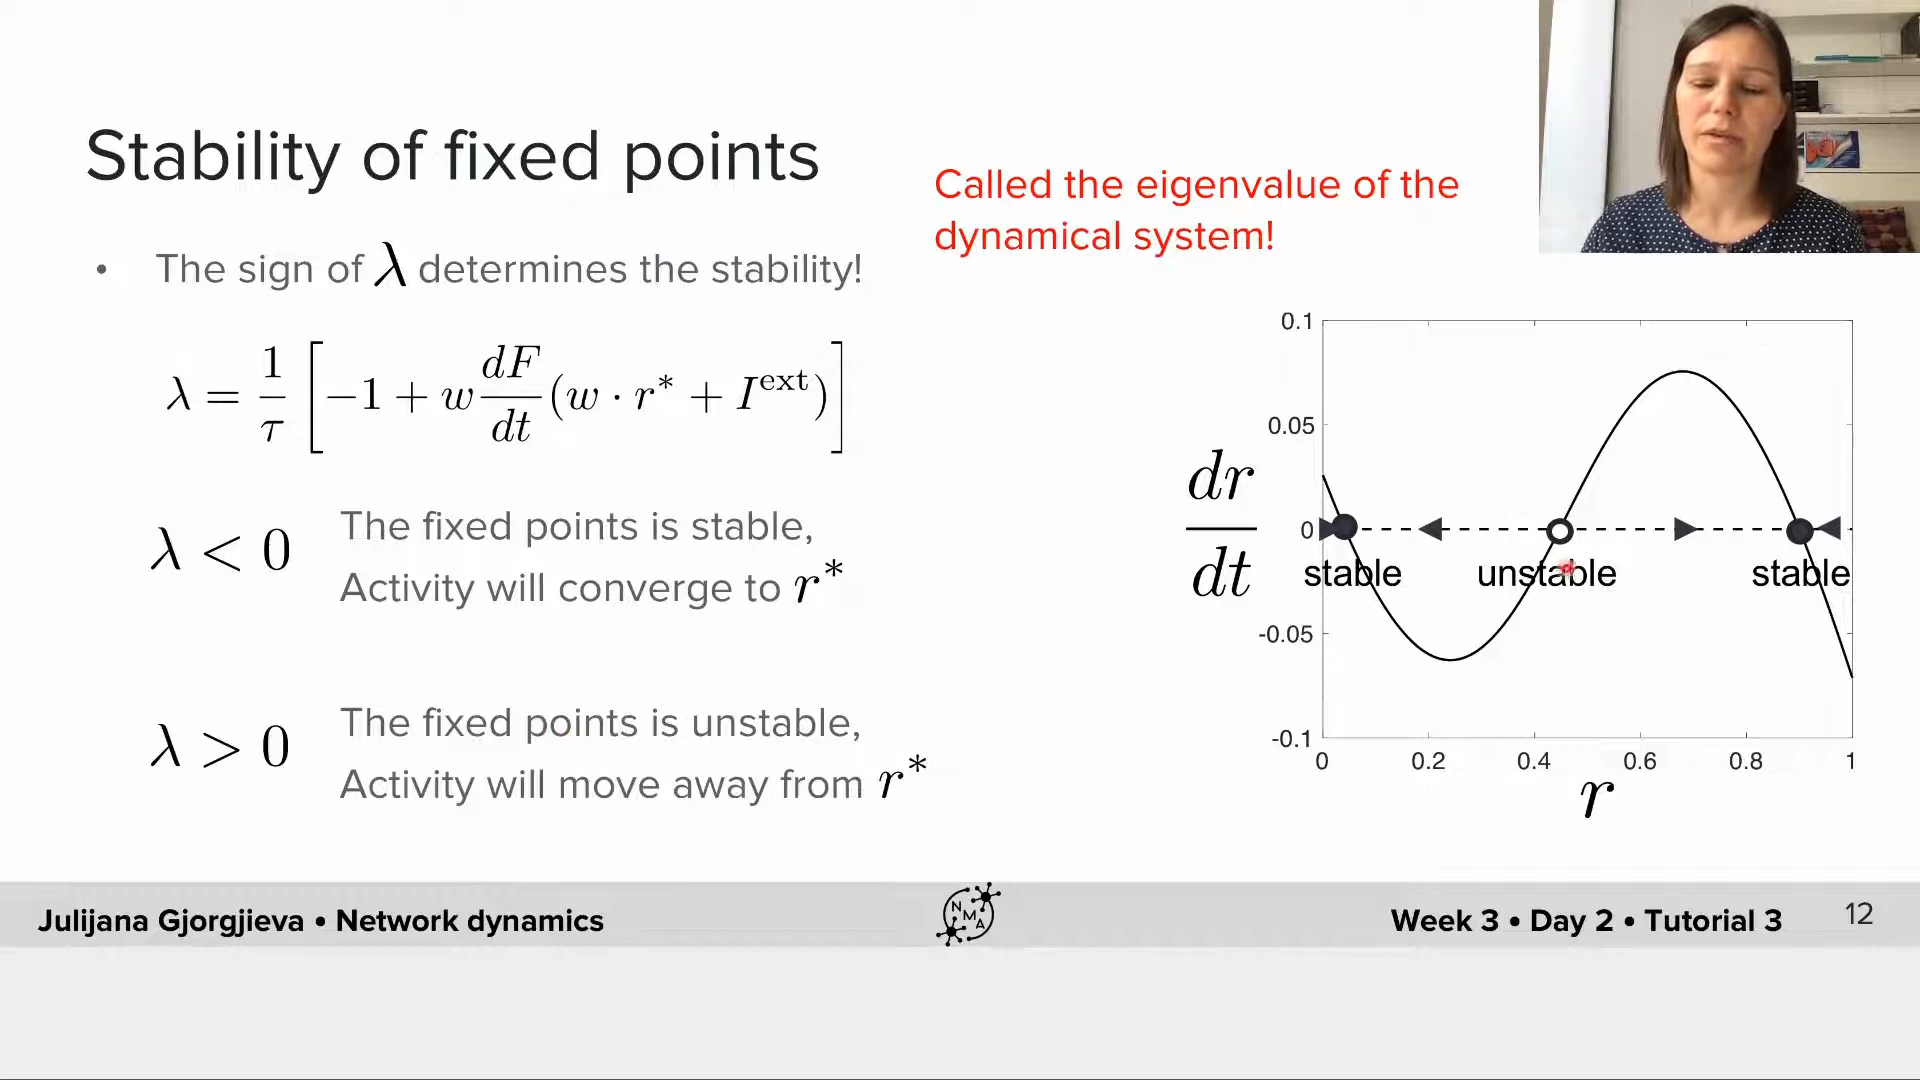 Stability of fixed points
Called the eigenvalue of the
dynamical system!
• The sign of λ determines the stability!
λ = 1/τ [−1 + w dF/dt (w · r* + I^ext)]
λ < 0
The fixed points is stable,
Activity will converge to r*
λ > 0
The fixed points is unstable,
Activity will move away from r*
dr/dt
0.1
0.05
0
-0.05
-0.1
stable unstable stable
0 0.2 0.4 0.6 0.8 1
r
Julijana Gjorgjieva • Network dynamics
N
M
A
Week 3 • Day 2 • Tutorial 3
12